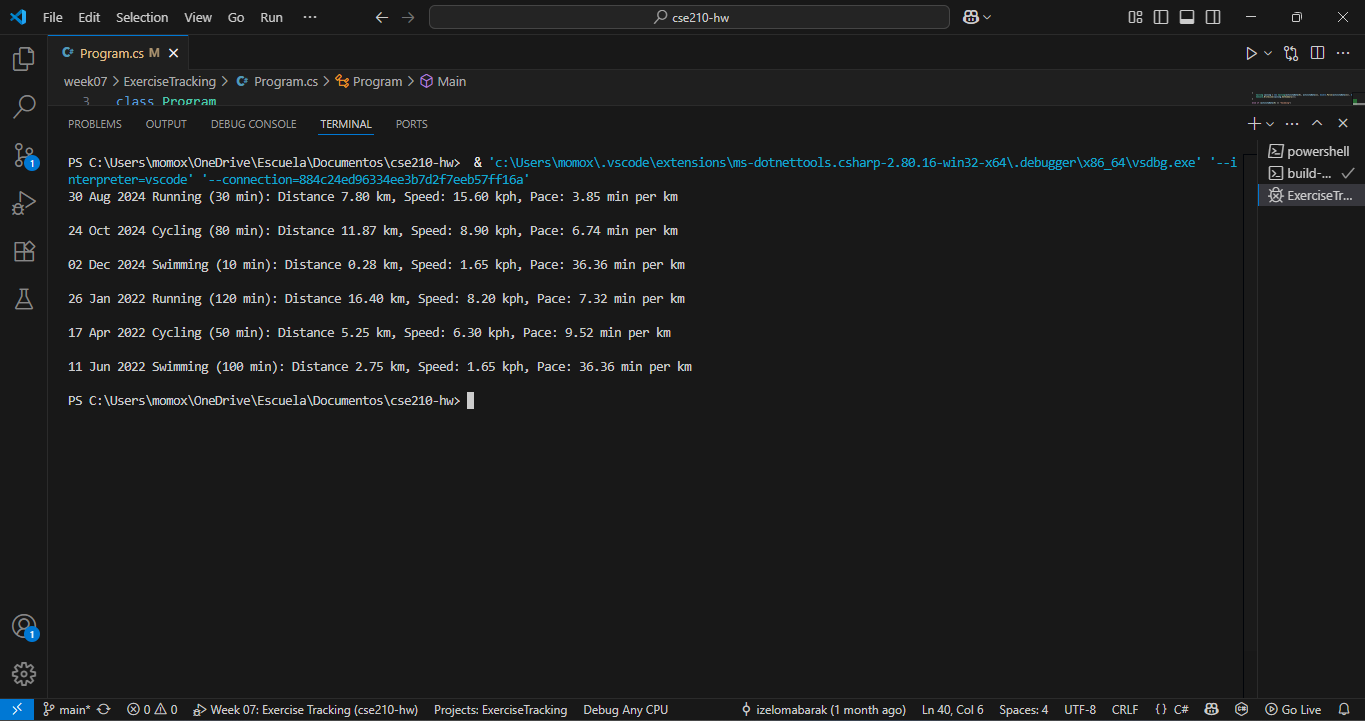 File Edit Selection View Go Run ··· cse210-hw
Program.cs M
week07 > ExerciseTracking > Program.cs > Program > Main
3 class Program
PROBLEMS OUTPUT DEBUG CONSOLE TERMINAL PORTS
PS C:\Users\momox\OneDrive\Escuela\Documentos\cse210-hw> & 'c:\Users\momox\.vscode\extensions\ms-dotnettools.csharp-2.80.16-win32-x64\.debugger\x86_64\vsdbg.exe' '--i
nterpreter=vscode' '--connection=884c24ed96334ee3b7d2f7eeb57ff16a'
30 Aug 2024 Running (30 min): Distance 7.80 km, Speed: 15.60 kph, Pace: 3.85 min per km
24 Oct 2024 Cycling (80 min): Distance 11.87 km, Speed: 8.90 kph, Pace: 6.74 min per km
02 Dec 2024 Swimming (10 min): Distance 0.28 km, Speed: 1.65 kph, Pace: 36.36 min per km
26 Jan 2022 Running (120 min): Distance 16.40 km, Speed: 8.20 kph, Pace: 7.32 min per km
17 Apr 2022 Cycling (50 min): Distance 5.25 km, Speed: 6.30 kph, Pace: 9.52 min per km
11 Jun 2022 Swimming (100 min): Distance 2.75 km, Speed: 1.65 kph, Pace: 36.36 min per km
PS C:\Users\momox\OneDrive\Escuela\Documentos\cse210-hw>
powershell
build-...
ExerciseTr...
1
1
main* 0 0 Week 07: Exercise Tracking (cse210-hw) Projects: ExerciseTracking Debug Any CPU izelomabarak (1 month ago) Ln 40, Col 6 Spaces: 4 UTF-8 CRLF {} C# Go Live